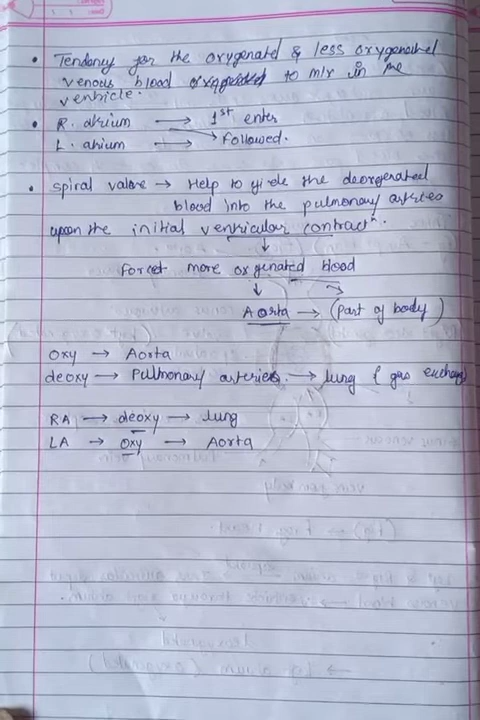 • Tendency for the oxygenated & less oxygenated
venous blood to mix in the
ventricle.
• R. atrium → 1st enter
L. atrium → followed.
• Spiral valve → Help to guide the deoxygenated
blood into the pulmonary arteries
upon the initial ventricular contractn.
↓
forces more oxygenated blood
↓
Aorta → (part of body)
oxy → Aorta
deoxy → Pulmonary arteries → lung { gas exchange
RA → deoxy → lung
LA → oxy → Aorta